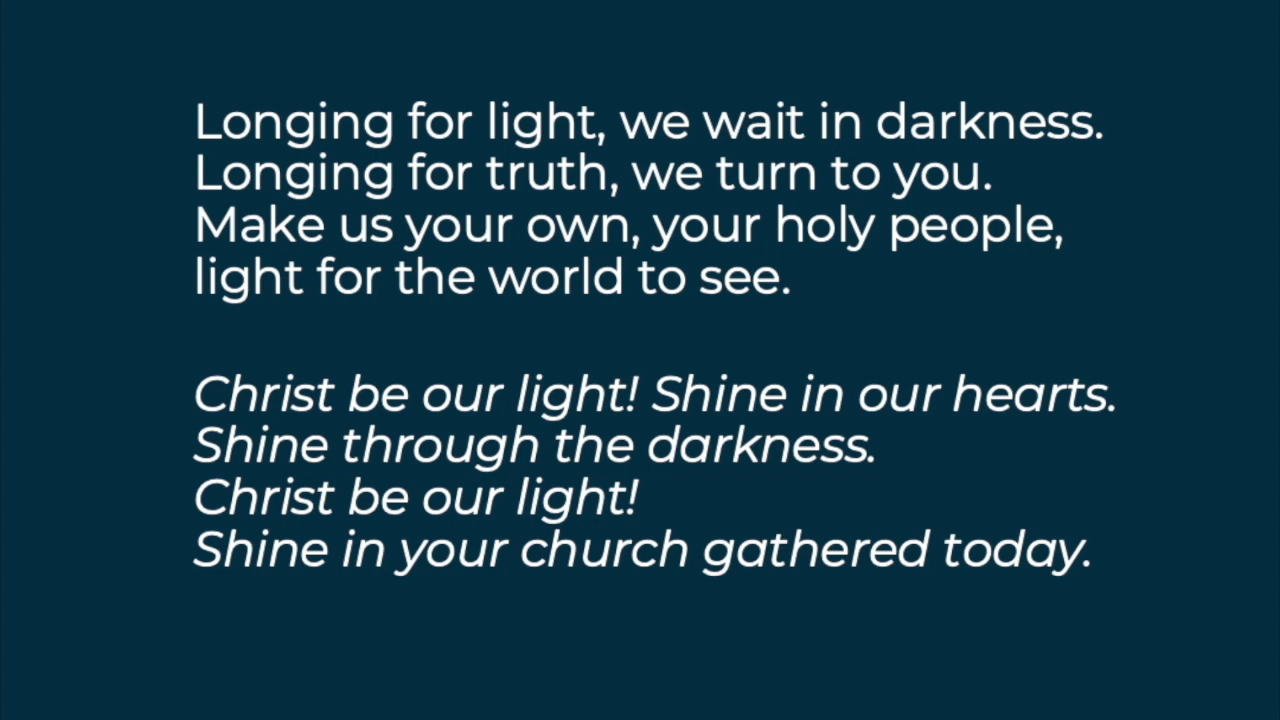 Longing for light, we wait in darkness.
Longing for truth, we turn to you.
Make us your own, your holy people,
light for the world to see.
Christ be our light! Shine in our hearts.
Shine through the darkness.
Christ be our light!
Shine in your church gathered today.